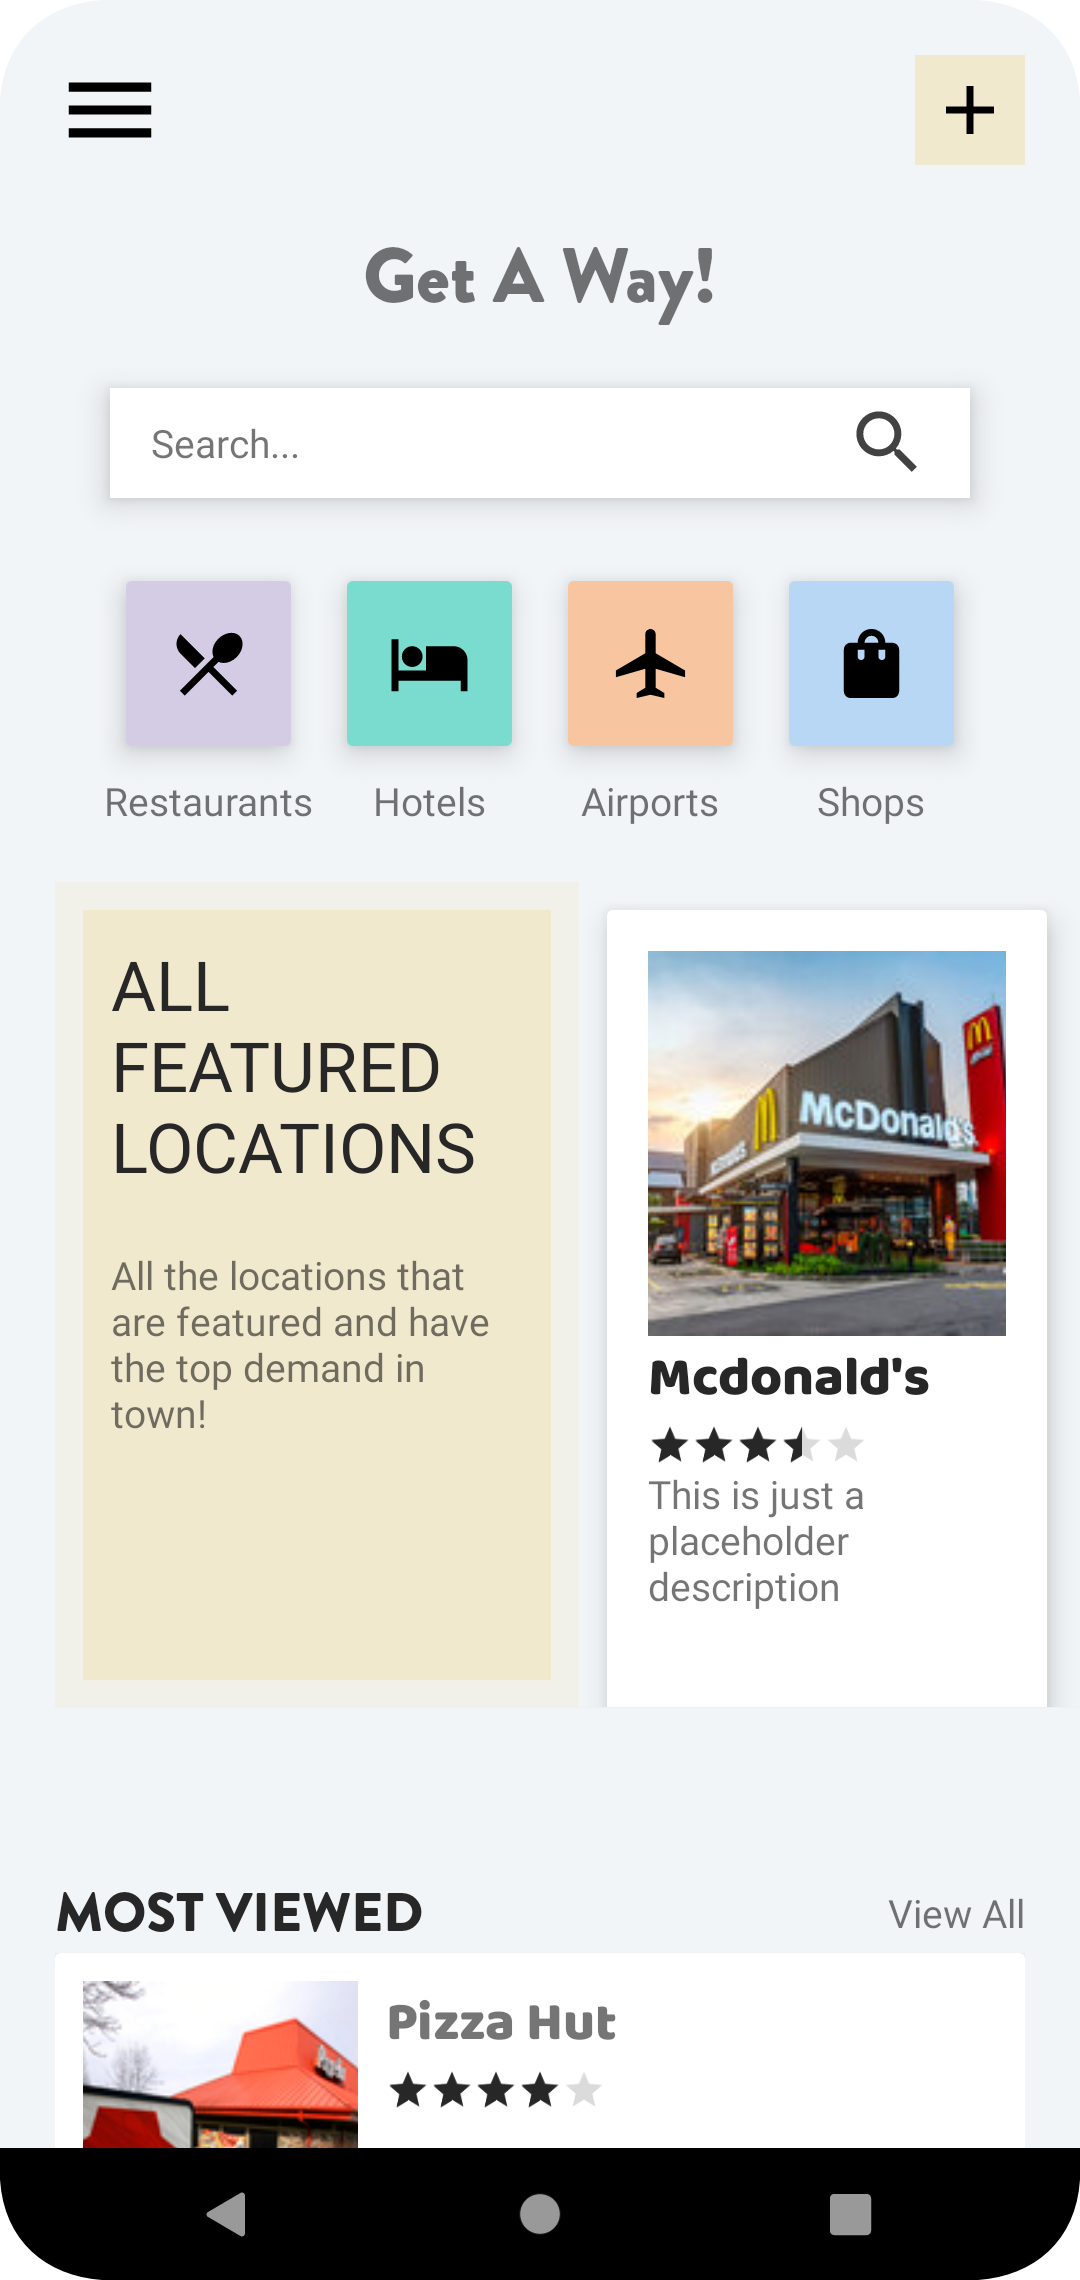 Get A Way!
Search...
Restaurants
Hotels
Airports
Shops
ALL
FEATURED
LOCATIONS
All the locations that
are featured and have
the top demand in
town!
McDonald's
Mcdonald's
This is just a
placeholder
description
MOST VIEWED
View All
Pizza Hut